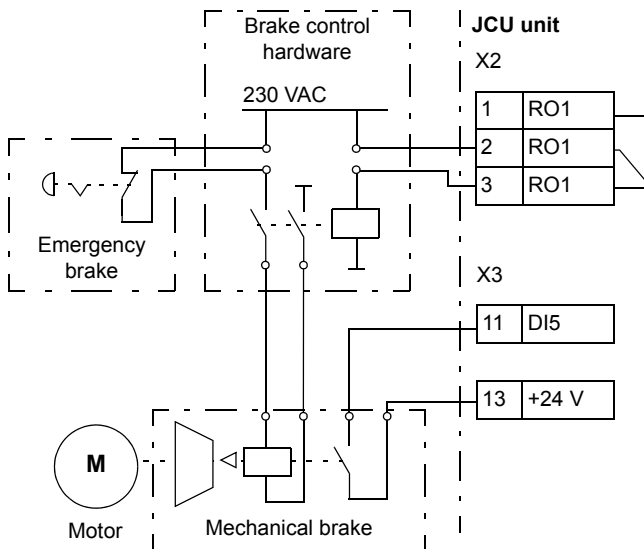 Brake control
hardware
230 VAC
JCU unit
X2
1 RO1
2 RO1
3 RO1
Emergency
brake
X3
11 DI5
13 +24 V
M
Motor
Mechanical brake